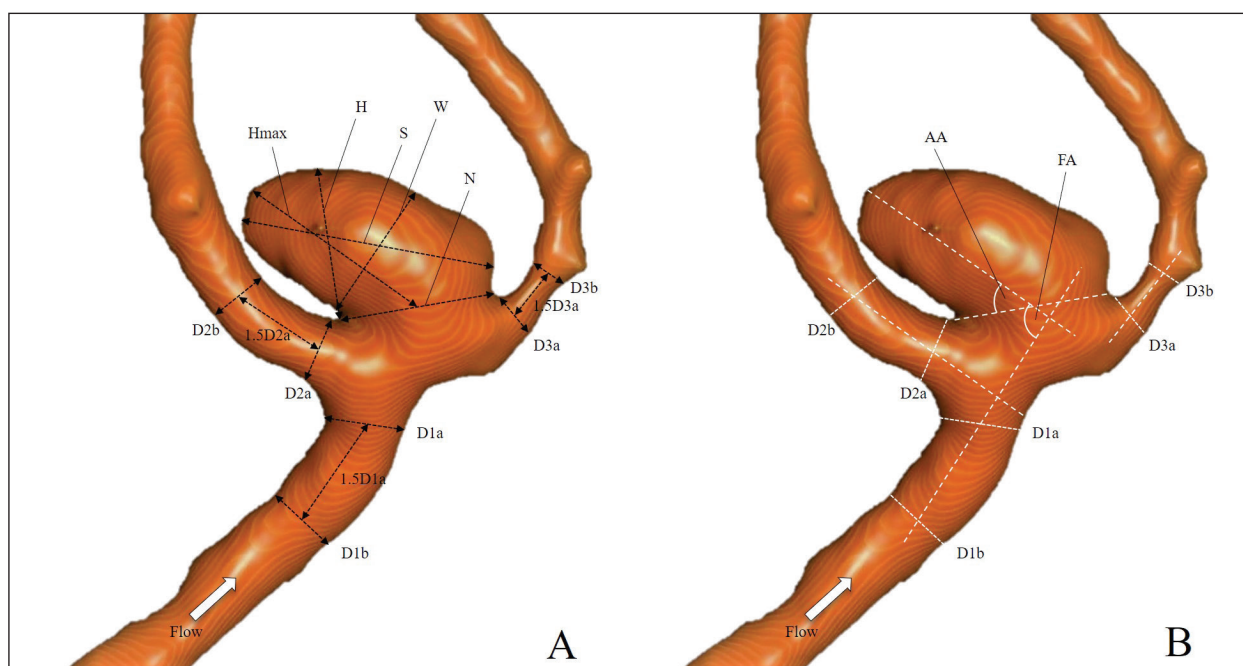 H
W
S
Hmax
N
D3b
1.5D3a
D2b
1.5D2a
D3a
D2a
D1a
1.5D1a
D1b
Flow
A
AA
FA
D3b
D2b
D3a
D2a
D1a
D1b
Flow
B